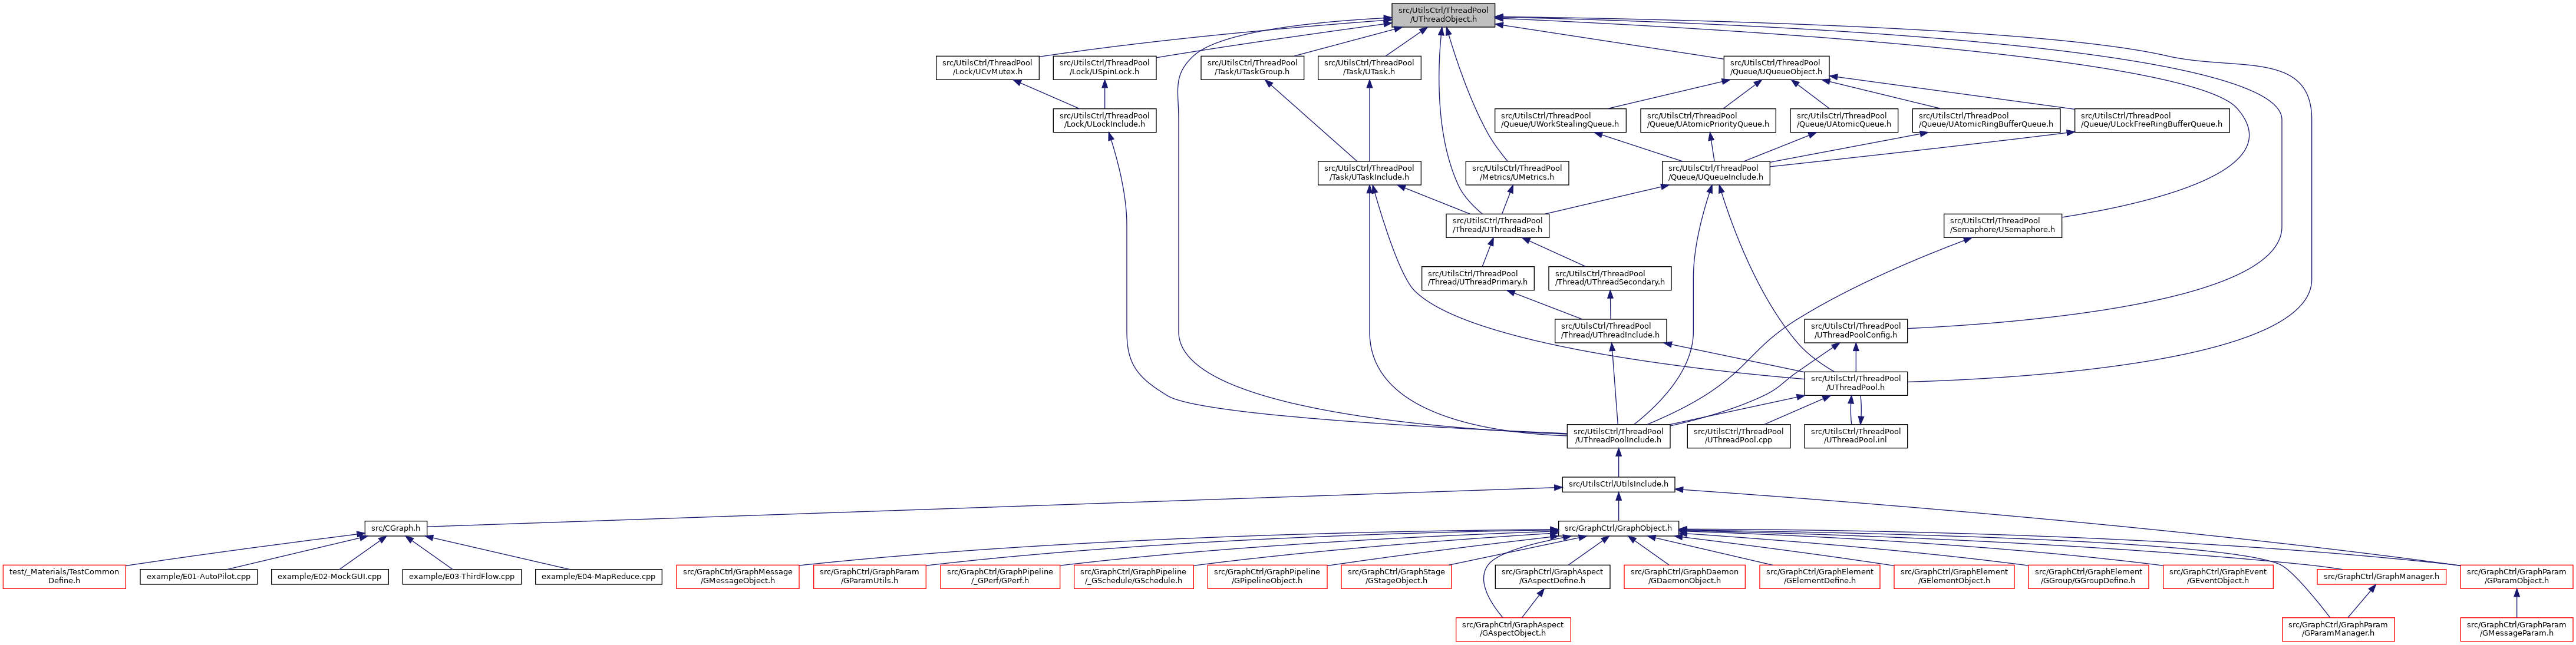 src/UtilsCtrl/ThreadPool
/UThreadObject.h
src/UtilsCtrl/ThreadPool
/Lock/UCvMutex.h
src/UtilsCtrl/ThreadPool
/Lock/USpinLock.h
src/UtilsCtrl/ThreadPool
/Task/UTaskGroup.h
src/UtilsCtrl/ThreadPool
/Task/UTask.h
src/UtilsCtrl/ThreadPool
/Queue/UQueueObject.h
src/UtilsCtrl/ThreadPool
/Lock/ULockInclude.h
src/UtilsCtrl/ThreadPool
/Queue/UWorkStealingQueue.h
src/UtilsCtrl/ThreadPool
/Queue/UAtomicPriorityQueue.h
src/UtilsCtrl/ThreadPool
/Queue/UAtomicQueue.h
src/UtilsCtrl/ThreadPool
/Queue/UAtomicRingBufferQueue.h
src/UtilsCtrl/ThreadPool
/Queue/ULockFreeRingBufferQueue.h
src/UtilsCtrl/ThreadPool
/Task/UTaskInclude.h
src/UtilsCtrl/ThreadPool
/Metrics/UMetrics.h
src/UtilsCtrl/ThreadPool
/Queue/UQueueInclude.h
src/UtilsCtrl/ThreadPool
/Thread/UThreadBase.h
src/UtilsCtrl/ThreadPool
/Semaphore/USemaphore.h
src/UtilsCtrl/ThreadPool
/Thread/UThreadPrimary.h
src/UtilsCtrl/ThreadPool
/Thread/UThreadSecondary.h
src/UtilsCtrl/ThreadPool
/Thread/UThreadInclude.h
src/UtilsCtrl/ThreadPool
/UThreadPoolConfig.h
src/UtilsCtrl/ThreadPool
/UThreadPool.h
src/UtilsCtrl/ThreadPool
/UThreadPoolInclude.h
src/UtilsCtrl/ThreadPool
/UThreadPool.cpp
src/UtilsCtrl/ThreadPool
/UThreadPool.inl
src/UtilsCtrl/UtilsInclude.h
src/CGraph.h
src/GraphCtrl/GraphObject.h
test/_Materials/TestCommon
Define.h
example/E01-AutoPilot.cpp
example/E02-MockGUI.cpp
example/E03-ThirdFlow.cpp
example/E04-MapReduce.cpp
src/GraphCtrl/GraphMessage
/GMessageObject.h
src/GraphCtrl/GraphParam
/GParamUtils.h
src/GraphCtrl/GraphPipeline
/_GPerf/GPerf.h
src/GraphCtrl/GraphPipeline
/_GSchedule/GSchedule.h
src/GraphCtrl/GraphPipeline
/GPipelineObject.h
src/GraphCtrl/GraphStage
/GStageObject.h
src/GraphCtrl/GraphAspect
/GAspectDefine.h
src/GraphCtrl/GraphDaemon
/GDaemonObject.h
src/GraphCtrl/GraphElement
/GElementDefine.h
src/GraphCtrl/GraphElement
/GElementObject.h
src/GraphCtrl/GraphElement
/GGroup/GGroupDefine.h
src/GraphCtrl/GraphEvent
/GEventObject.h
src/GraphCtrl/GraphManager.h
src/GraphCtrl/GraphParam
/GParamObject.h
src/GraphCtrl/GraphAspect
/GAspectObject.h
src/GraphCtrl/GraphParam
/GParamManager.h
src/GraphCtrl/GraphParam
/GMessageParam.h